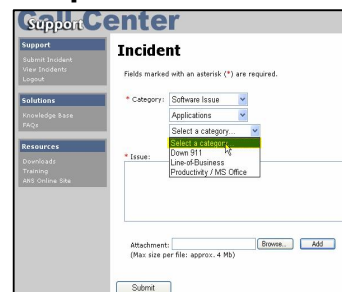 Call Center
Support
Support
Submit Incident
View Incidents
Logout
Solutions
Knowledge Base
FAQs
Resources
Downloads
Training
ARS Online Site
Incident
Fields marked with an asterisk (*) are required.
* Category: Software Issue
Applications
Select a category...
Select a category...
Down 911
Line-of-Business
Productivity / MS Office
* Issue:
Attachment: Browse... Add
(Max size per file: approx. 4 Mb)
Submit